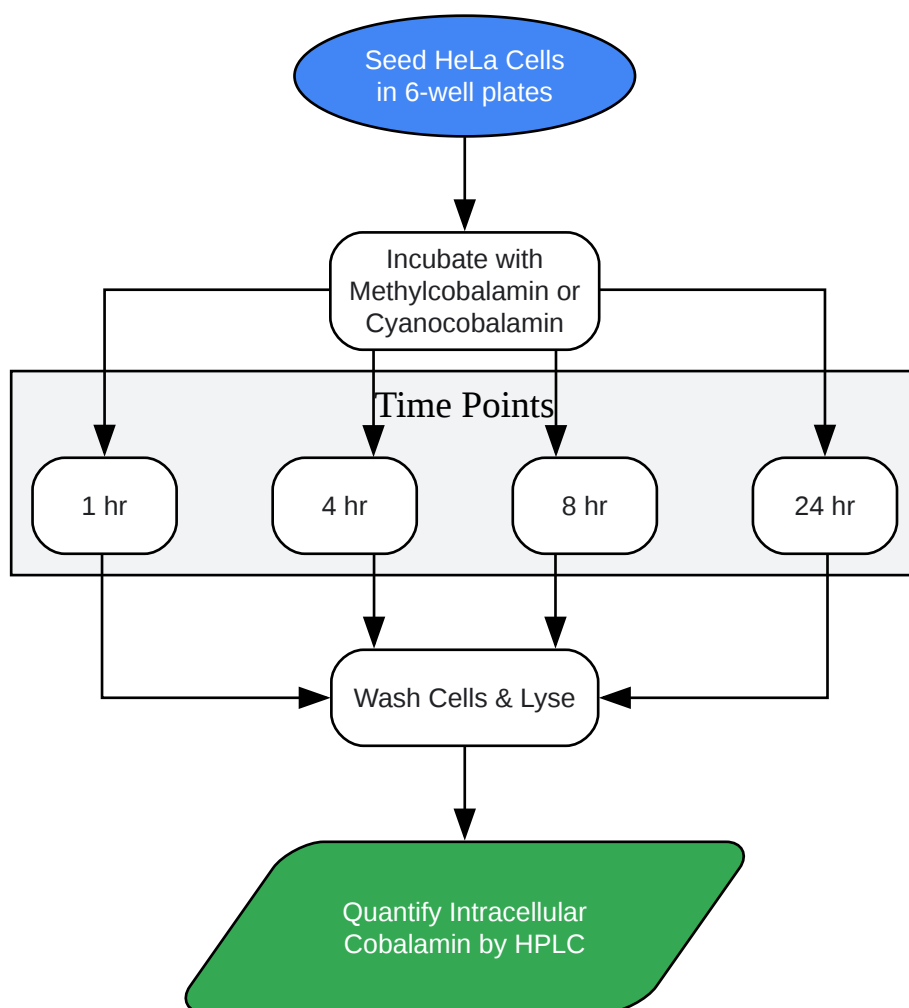 Seed HeLa Cells
in 6-well plates
Incubate with
Methylcobalamin or
Cyanocobalamin
Time Points
1 hr
4 hr
8 hr
24 hr
Wash Cells & Lyse
Quantify Intracellular
Cobalamin by HPLC